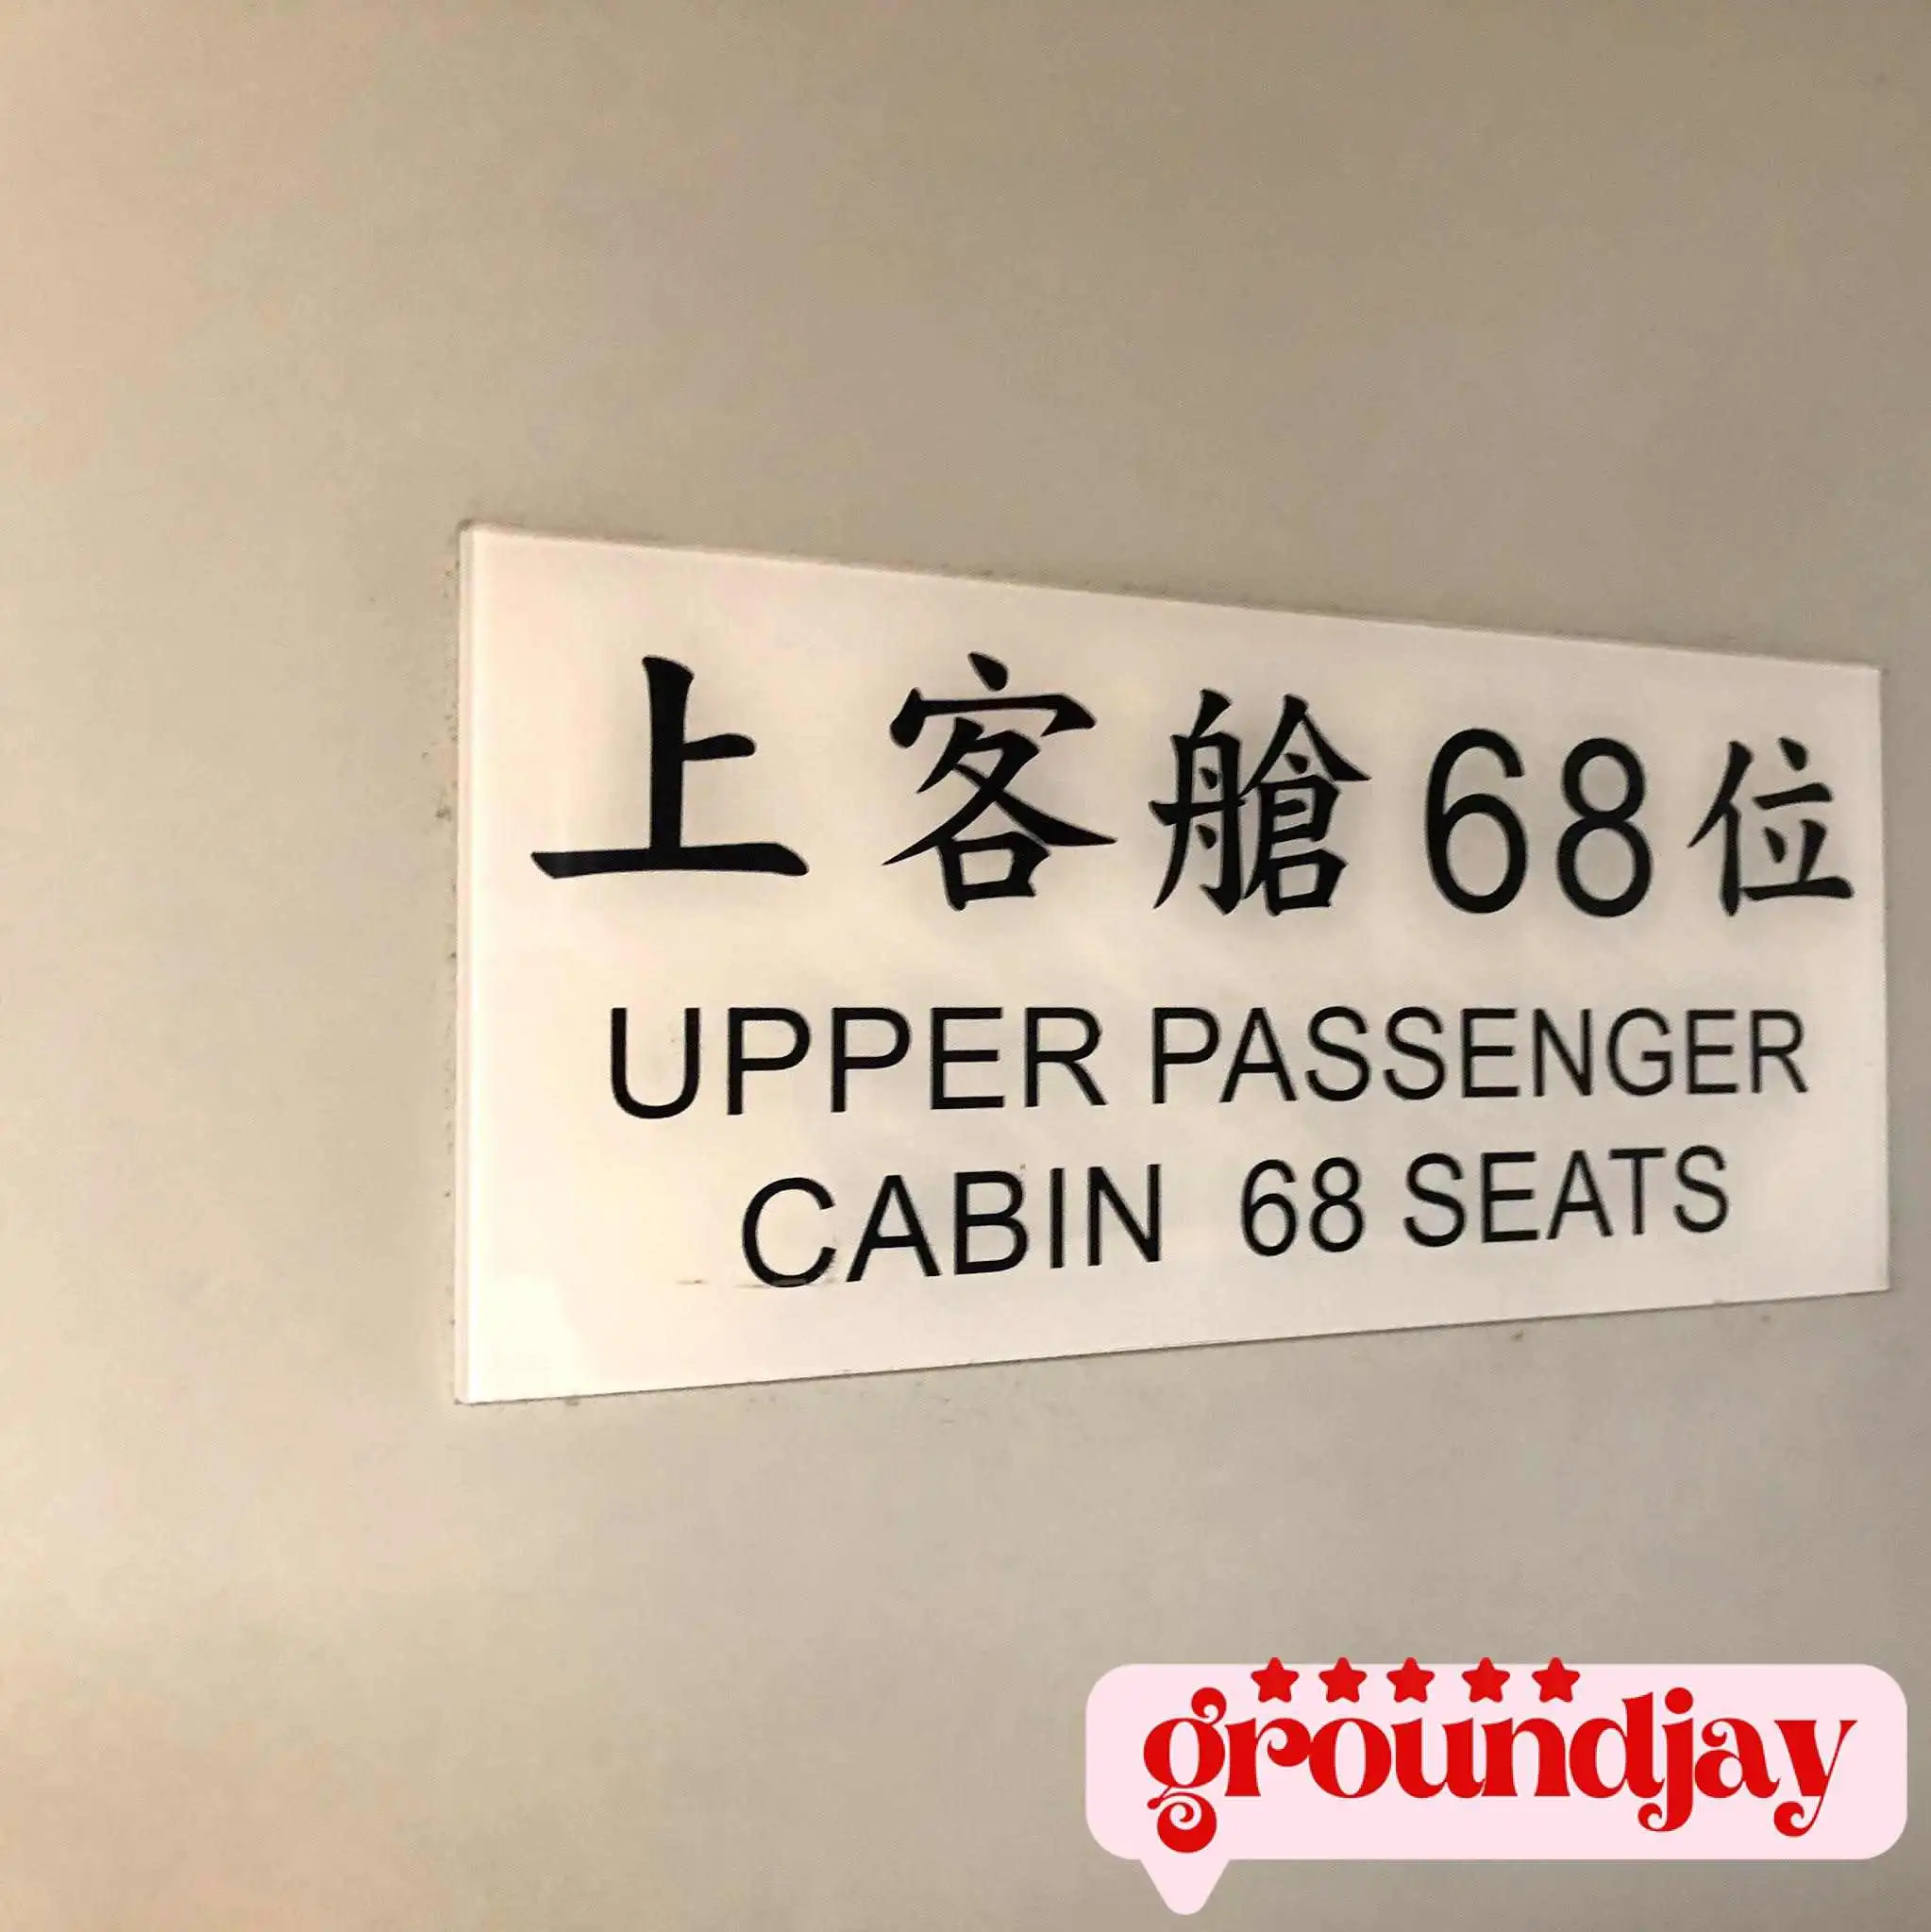 上客艙68位
UPPER PASSENGER
CABIN 68 SEATS
groundjay